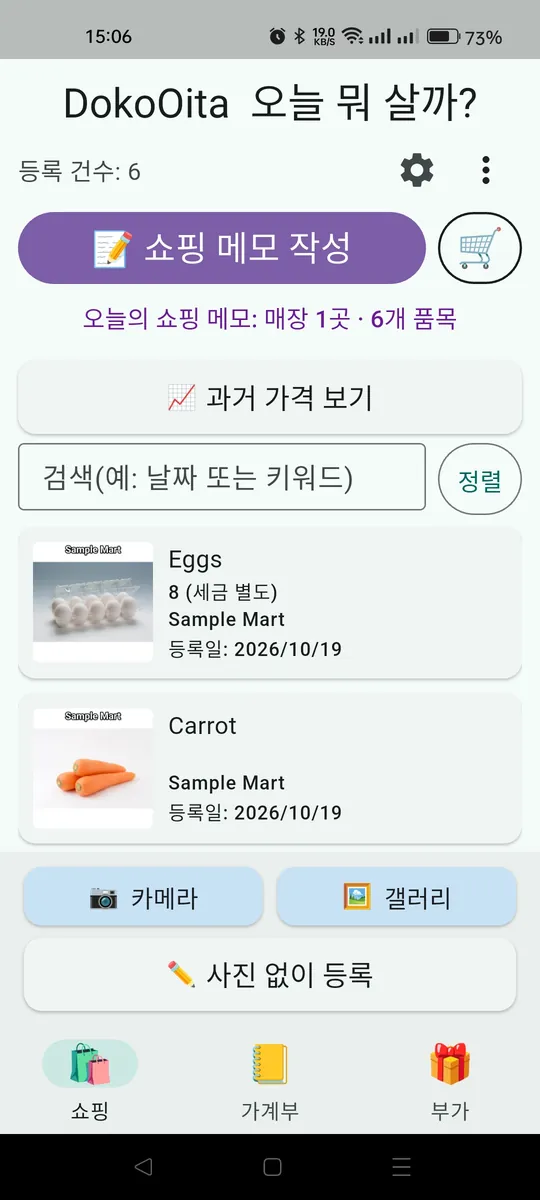 15:06
19.0 KB/S
73%
DokoOita 오늘 뭐 살까?
등록 건수: 6
쇼핑 메모 작성
오늘의 쇼핑 메모: 매장 1곳 · 6개 품목
과거 가격 보기
검색(예: 날짜 또는 키워드)
정렬
Sample Mart
Eggs
8 (세금 별도)
Sample Mart
등록일: 2026/10/19
Sample Mart
Carrot
Sample Mart
등록일: 2026/10/19
카메라
갤러리
사진 없이 등록
쇼핑
가계부
부가